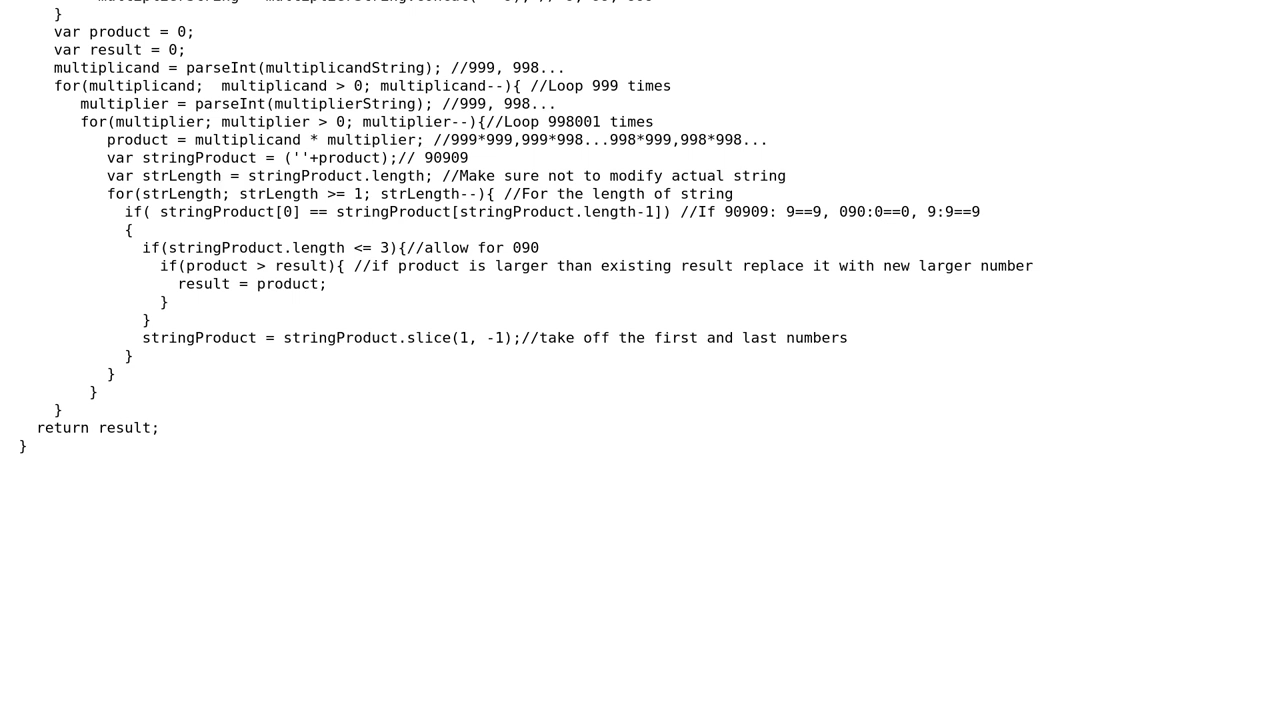 }
var product = 0;
var result = 0;
multiplicand = parseInt(multiplicandString); //999, 998...
for(multiplicand;  multiplicand > 0; multiplicand--){ //Loop 999 times
multiplier = parseInt(multiplierString); //999, 998...
for(multiplier; multiplier > 0; multiplier--){//Loop 998001 times
product = multiplicand * multiplier; //999*999,999*998...998*999,998*998...
var stringProduct = (''+product);// 90909
var strLength = stringProduct.length; //Make sure not to modify actual string
for(strLength; strLength >= 1; strLength--){ //For the length of string
if( stringProduct[0] == stringProduct[stringProduct.length-1]) //If 90909: 9==9, 090:0==0, 9:9==9
{
if(stringProduct.length <= 3){//allow for 090
if(product > result){ //if product is larger than existing result replace it with new larger number
result = product;
}
}
stringProduct = stringProduct.slice(1, -1);//take off the first and last numbers
}
}
}
}
return result;
}